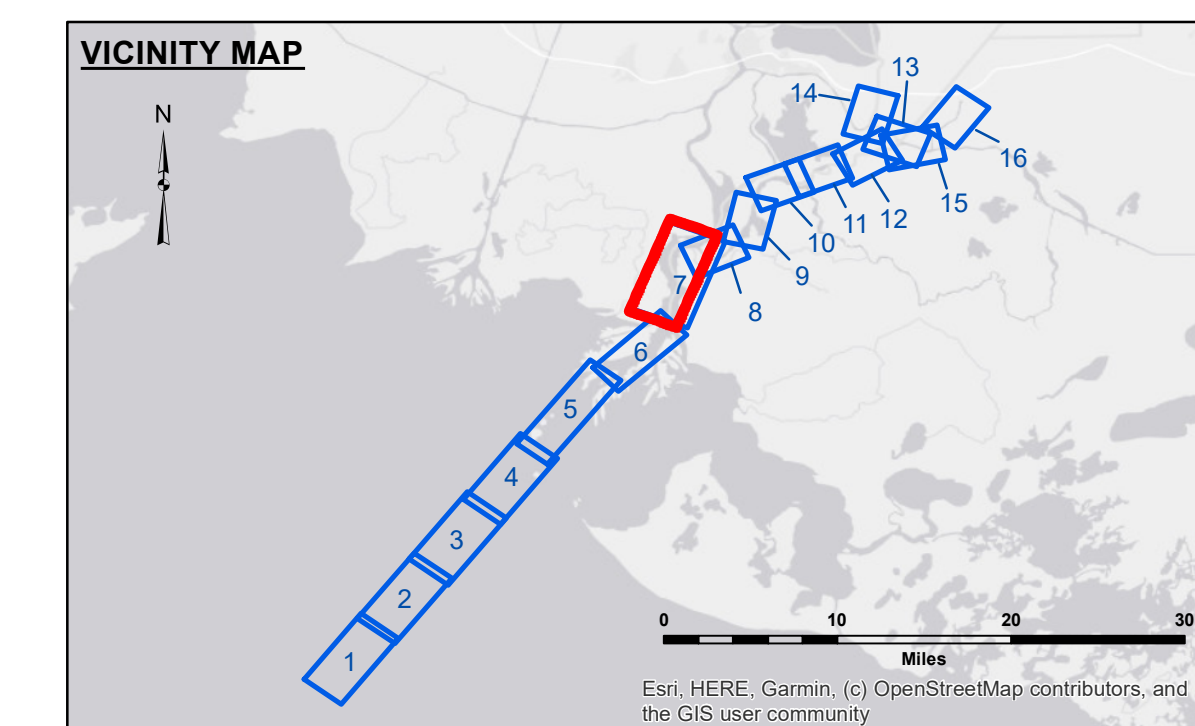 VICINITY MAP
N
13
14
16
15
12
11
10
9
8
7
6
5
4
3
2
1
0 10 20 30
Miles
Esri, HERE, Garmin, (c) OpenStreetMap contributors, and
the GIS user community